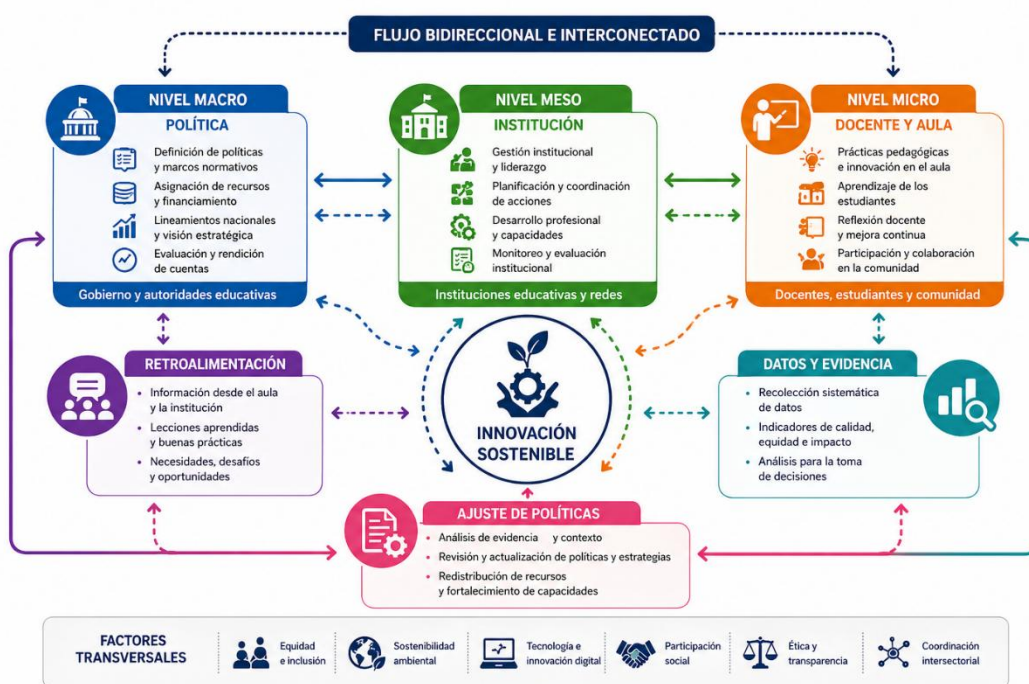 FLUJO BIDIRECCIONAL E INTERCONECTADO
NIVEL MACRO
POLÍTICA
Definición de políticas
y marcos normativos
Asignación de recursos
y financiamiento
Lineamientos nacionales
y visión estratégica
Evaluación y rendición
de cuentas
Gobierno y autoridades educativas
NIVEL MESO
INSTITUCIÓN
Gestión institucional
y liderazgo
Planificación y coordinación
de acciones
Desarrollo profesional
y capacidades
Monitoreo y evaluación
institucional
Instituciones educativas y redes
NIVEL MICRO
DOCENTE Y AULA
Prácticas pedagógicas
e innovación en el aula
Aprendizaje de los
estudiantes
Reflexión docente
y mejora continua
Participación y colaboración
en la comunidad
Docentes, estudiantes y comunidad
RETROALIMENTACIÓN
• Información desde el aula
y la institución
• Lecciones aprendidas
y buenas prácticas
• Necesidades, desafíos
y oportunidades
INNOVACIÓN
SOSTENIBLE
DATOS Y EVIDENCIA
• Recolección sistemática
de datos
• Indicadores de calidad,
equidad e impacto
• Análisis para la toma
de decisiones
AJUSTE DE POLÍTICAS
• Análisis de evidencia y contexto
• Revisión y actualización de políticas y estrategias
• Redistribución de recursos
y fortalecimiento de capacidades
FACTORES
TRANSVERSALES
Equidad
e inclusión
Sostenibilidad
ambiental
Tecnología e
innovación digital
Participación
social
Ética y
transparencia
Coordinación
intersectorial